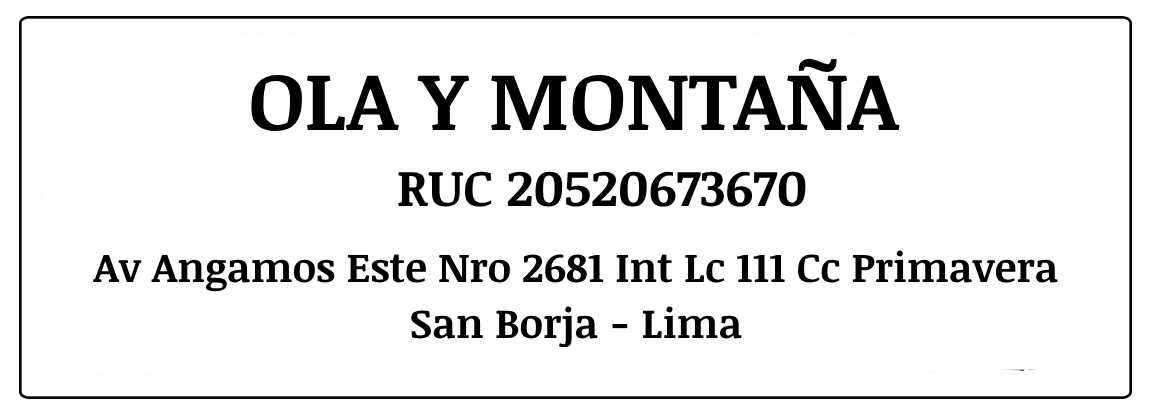 OLA Y MONTAÑA
RUC 20520673670
Av Angamos Este Nro 2681 Int Lc 111 Cc Primavera
San Borja - Lima